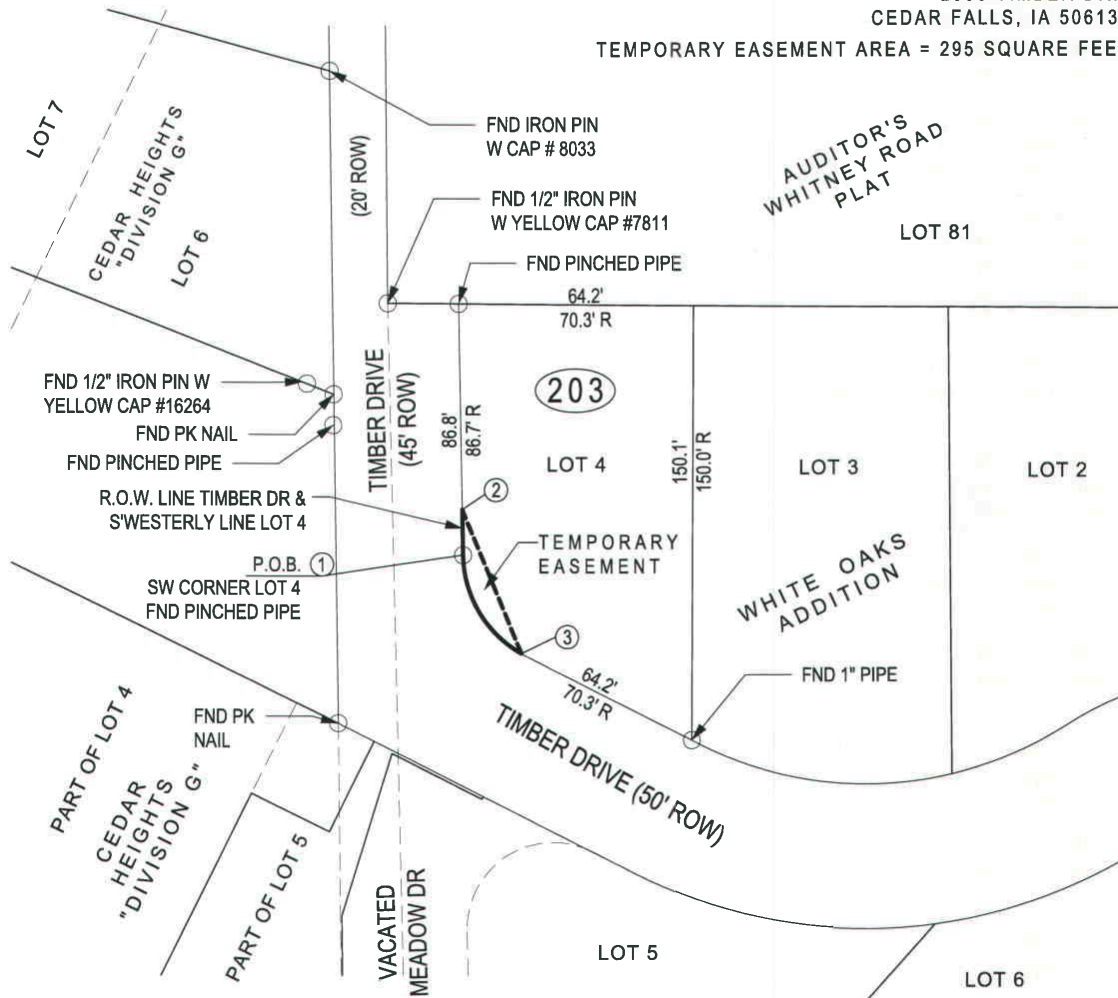 CEDAR FALLS, IA 50613
TEMPORARY EASEMENT AREA = 295 SQUARE FEE
LOT 7
CEDAR HEIGHTS
"DIVISION G"
LOT 6
(20' ROW)
FND IRON PIN
W CAP # 8033
FND 1/2" IRON PIN
W YELLOW CAP #7811
FND PINCHED PIPE
AUDITOR'S
WHITNEY ROAD
PLAT
LOT 81
64.2'
70.3' R
FND 1/2" IRON PIN W
YELLOW CAP #16264
FND PK NAIL
FND PINCHED PIPE
TIMBER DRIVE
(45' ROW)
86.8'
86.7' R
203
LOT 4
150.1'
150.0' R
LOT 3
LOT 2
R.O.W. LINE TIMBER DR &
S'WESTERLY LINE LOT 4
2
P.O.B. 1
SW CORNER LOT 4
FND PINCHED PIPE
TEMPORARY
EASEMENT
3
WHITE OAKS
ADDITION
64.2'
70.3' R
FND 1" PIPE
TIMBER DRIVE (50' ROW)
FND PK
NAIL
PART OF LOT 4
CEDAR
HEIGHTS
"DIVISION G"
PART OF LOT 5
VACATED
MEADOW DR
LOT 5
LOT 6